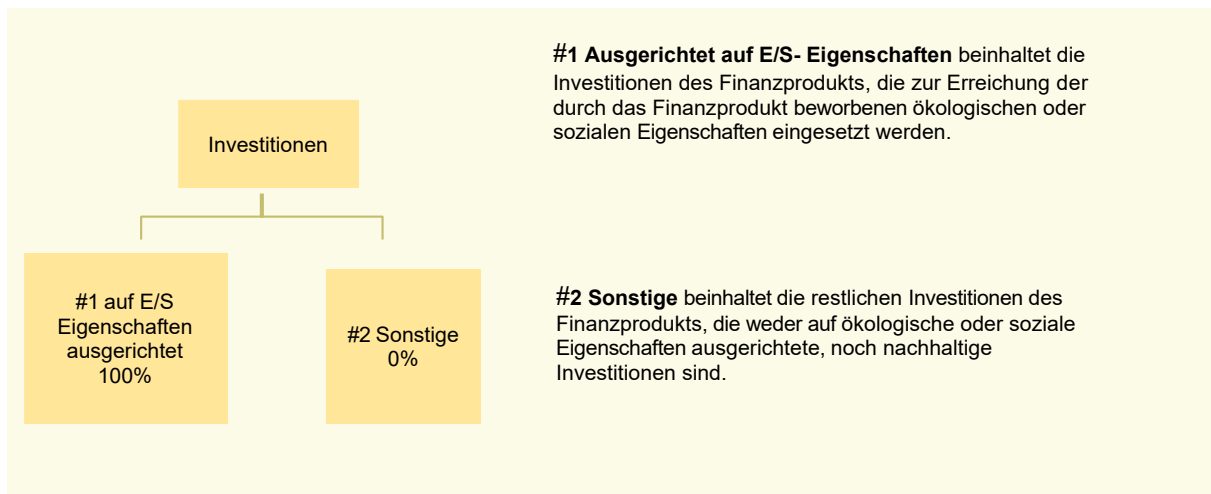 #1 Ausgerichtet auf E/S- Eigenschaften beinhaltet die
Investitionen des Finanzprodukts, die zur Erreichung der
durch das Finanzprodukt beworbenen ökologischen oder
sozialen Eigenschaften eingesetzt werden.
Investitionen
#1 auf E/S
Eigenschaften
ausgerichtet
100%
#2 Sonstige
0%
#2 Sonstige beinhaltet die restlichen Investitionen des
Finanzprodukts, die weder auf ökologische oder soziale
Eigenschaften ausgerichtete, noch nachhaltige
Investitionen sind.